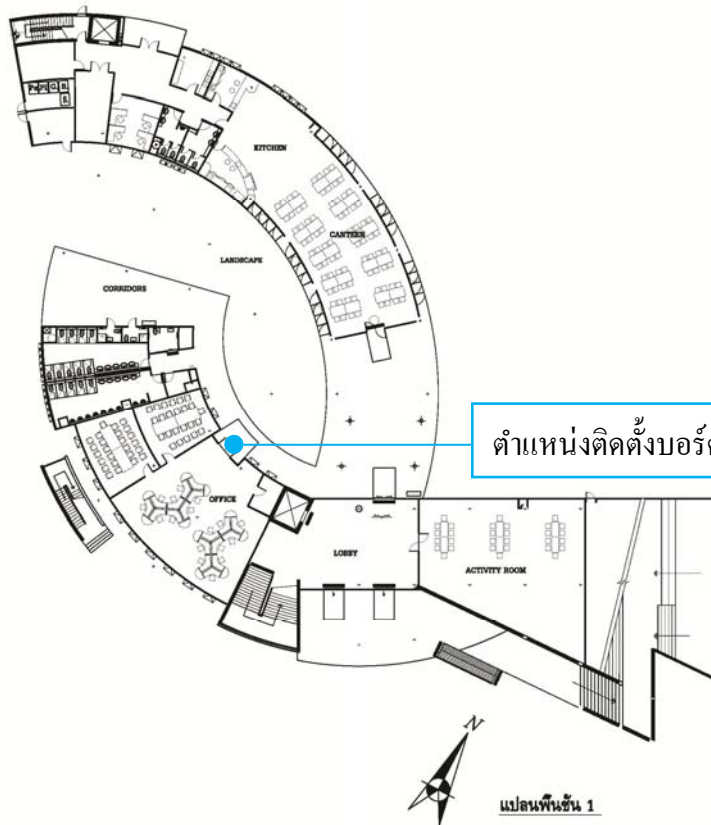 KITCHEN
CANTEEN
LANDSCAPE
CORRIDORS
ตำแหน่งติดตั้งบอร์ด
OFFICE
LOBBY
ACTIVITY ROOM
N
แปลนพื้นชั้น 1